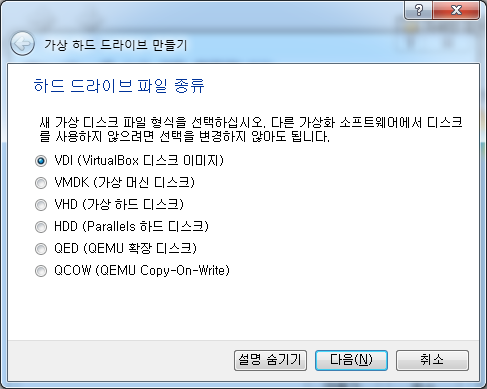 가상 하드 드라이브 만들기
하드 드라이브 파일 종류
새 가상 디스크 파일 형식을 선택하십시오. 다른 가상화 소프트웨어에서 디스크
를 사용하지 않으려면 선택을 변경하지 않아도 됩니다.
VDI (VirtualBox 디스크 이미지)
VMDK (가상 머신 디스크)
VHD (가상 하드 디스크)
HDD (Parallels 하드 디스크)
QED (QEMU 확장 디스크)
QCOW (QEMU Copy-On-Write)
설명 숨기기 다음(N) 취소